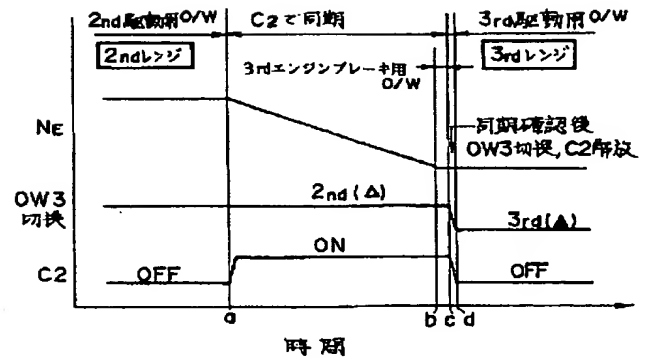 2nd駆動用O/W
C2で同期
3rd駆動用O/W
2ndレンジ
3rdエンジンブレーキ用
O/W
3rdレンジ
NE
同期確認後
OW3切換,C2解放
OW3
切換
2nd(△)
3rd(▲)
C2
OFF
ON
OFF
a
b
c
d
時間